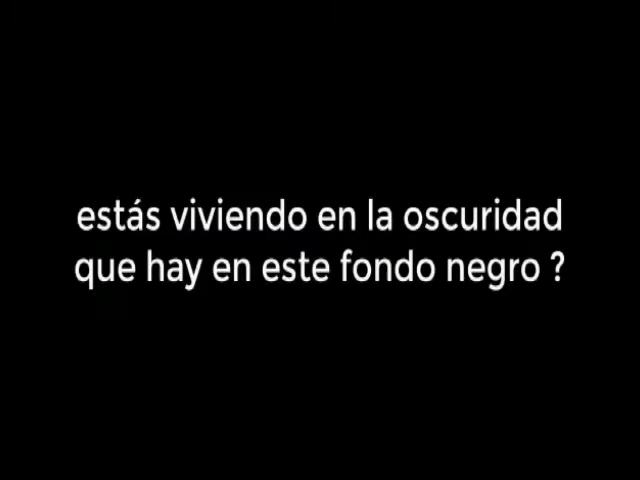 estás viviendo en la oscuridad
que hay en este fondo negro ?